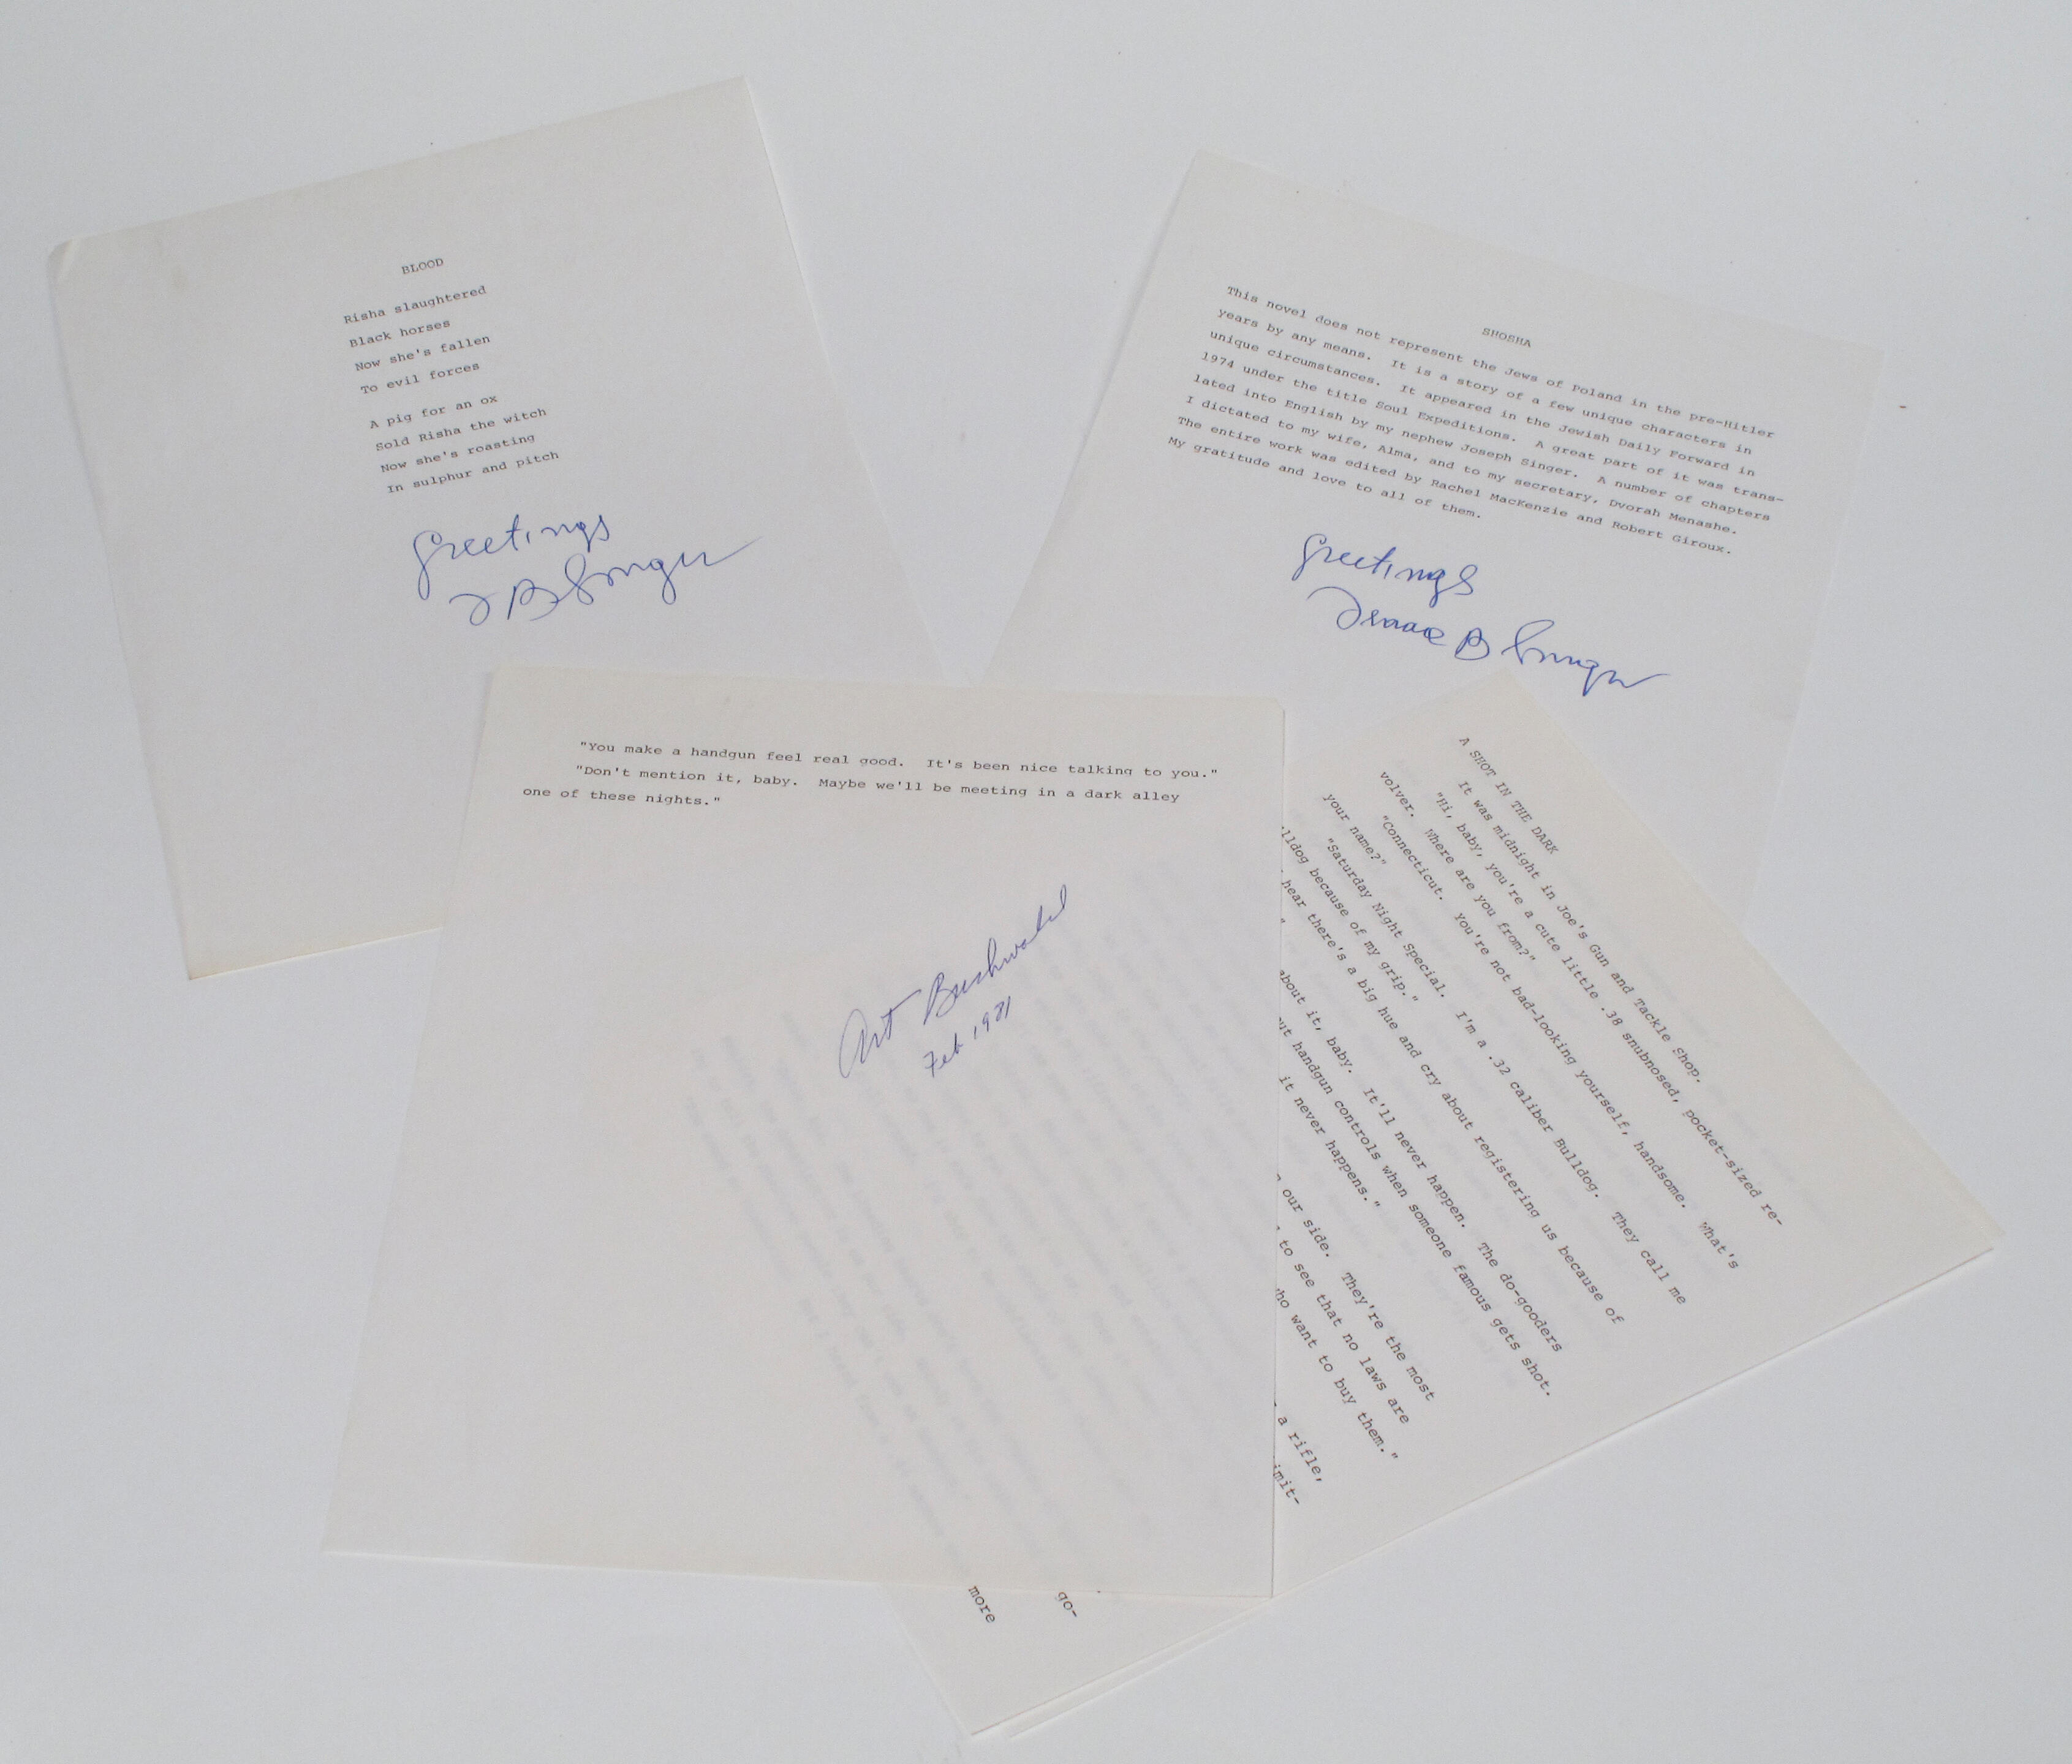 BLOOD
Risha slaughtered
Black horses
Now she's fallen
To evil forces
A pig for an ox
Sold Risha the witch
Now she's roasting
In sulphur and pitch
Greetings
I B Singer
SHOSHA
This novel does not represent the Jews of Poland in the pre-Hitler
years by any means. It is a story of a few unique characters in
unique circumstances. It appeared in the Jewish Daily Forward in
1974 under the title Soul Expeditions. A great part of it was trans-
lated into English by my nephew Joseph Singer. A number of chapters
I dictated to my wife, Alma, and to my secretary, Dvorah Menashe.
The entire work was edited by Rachel MacKenzie and Robert Giroux.
My gratitude and love to all of them.
Greetings
Isaac B Singer
"You make a handgun feel real good. It's been nice talking to you."
"Don't mention it, baby. Maybe we'll be meeting in a dark alley
one of these nights."
Art Buchwald
Feb 1981
A SHOT IN THE DARK
It was midnight in Joe's Gun and Tackle Shop.
"Hi, baby, you're a cute little .38 snubnosed, pocket-sized re-
volver. Where are you from?"
"Connecticut. You're not bad-looking yourself, handsome. What's
your name?"
"Saturday Night Special. I'm a .32 caliber Bulldog. They call me
because of my grip."
hear there's a big hue and cry about registering us because of
about it, baby. It'll never happen. The do-gooders
handgun controls when someone famous gets shot.
it never happens."
our side. They're the most
to see that no laws are
want to buy them."
a rifle,
go-
more